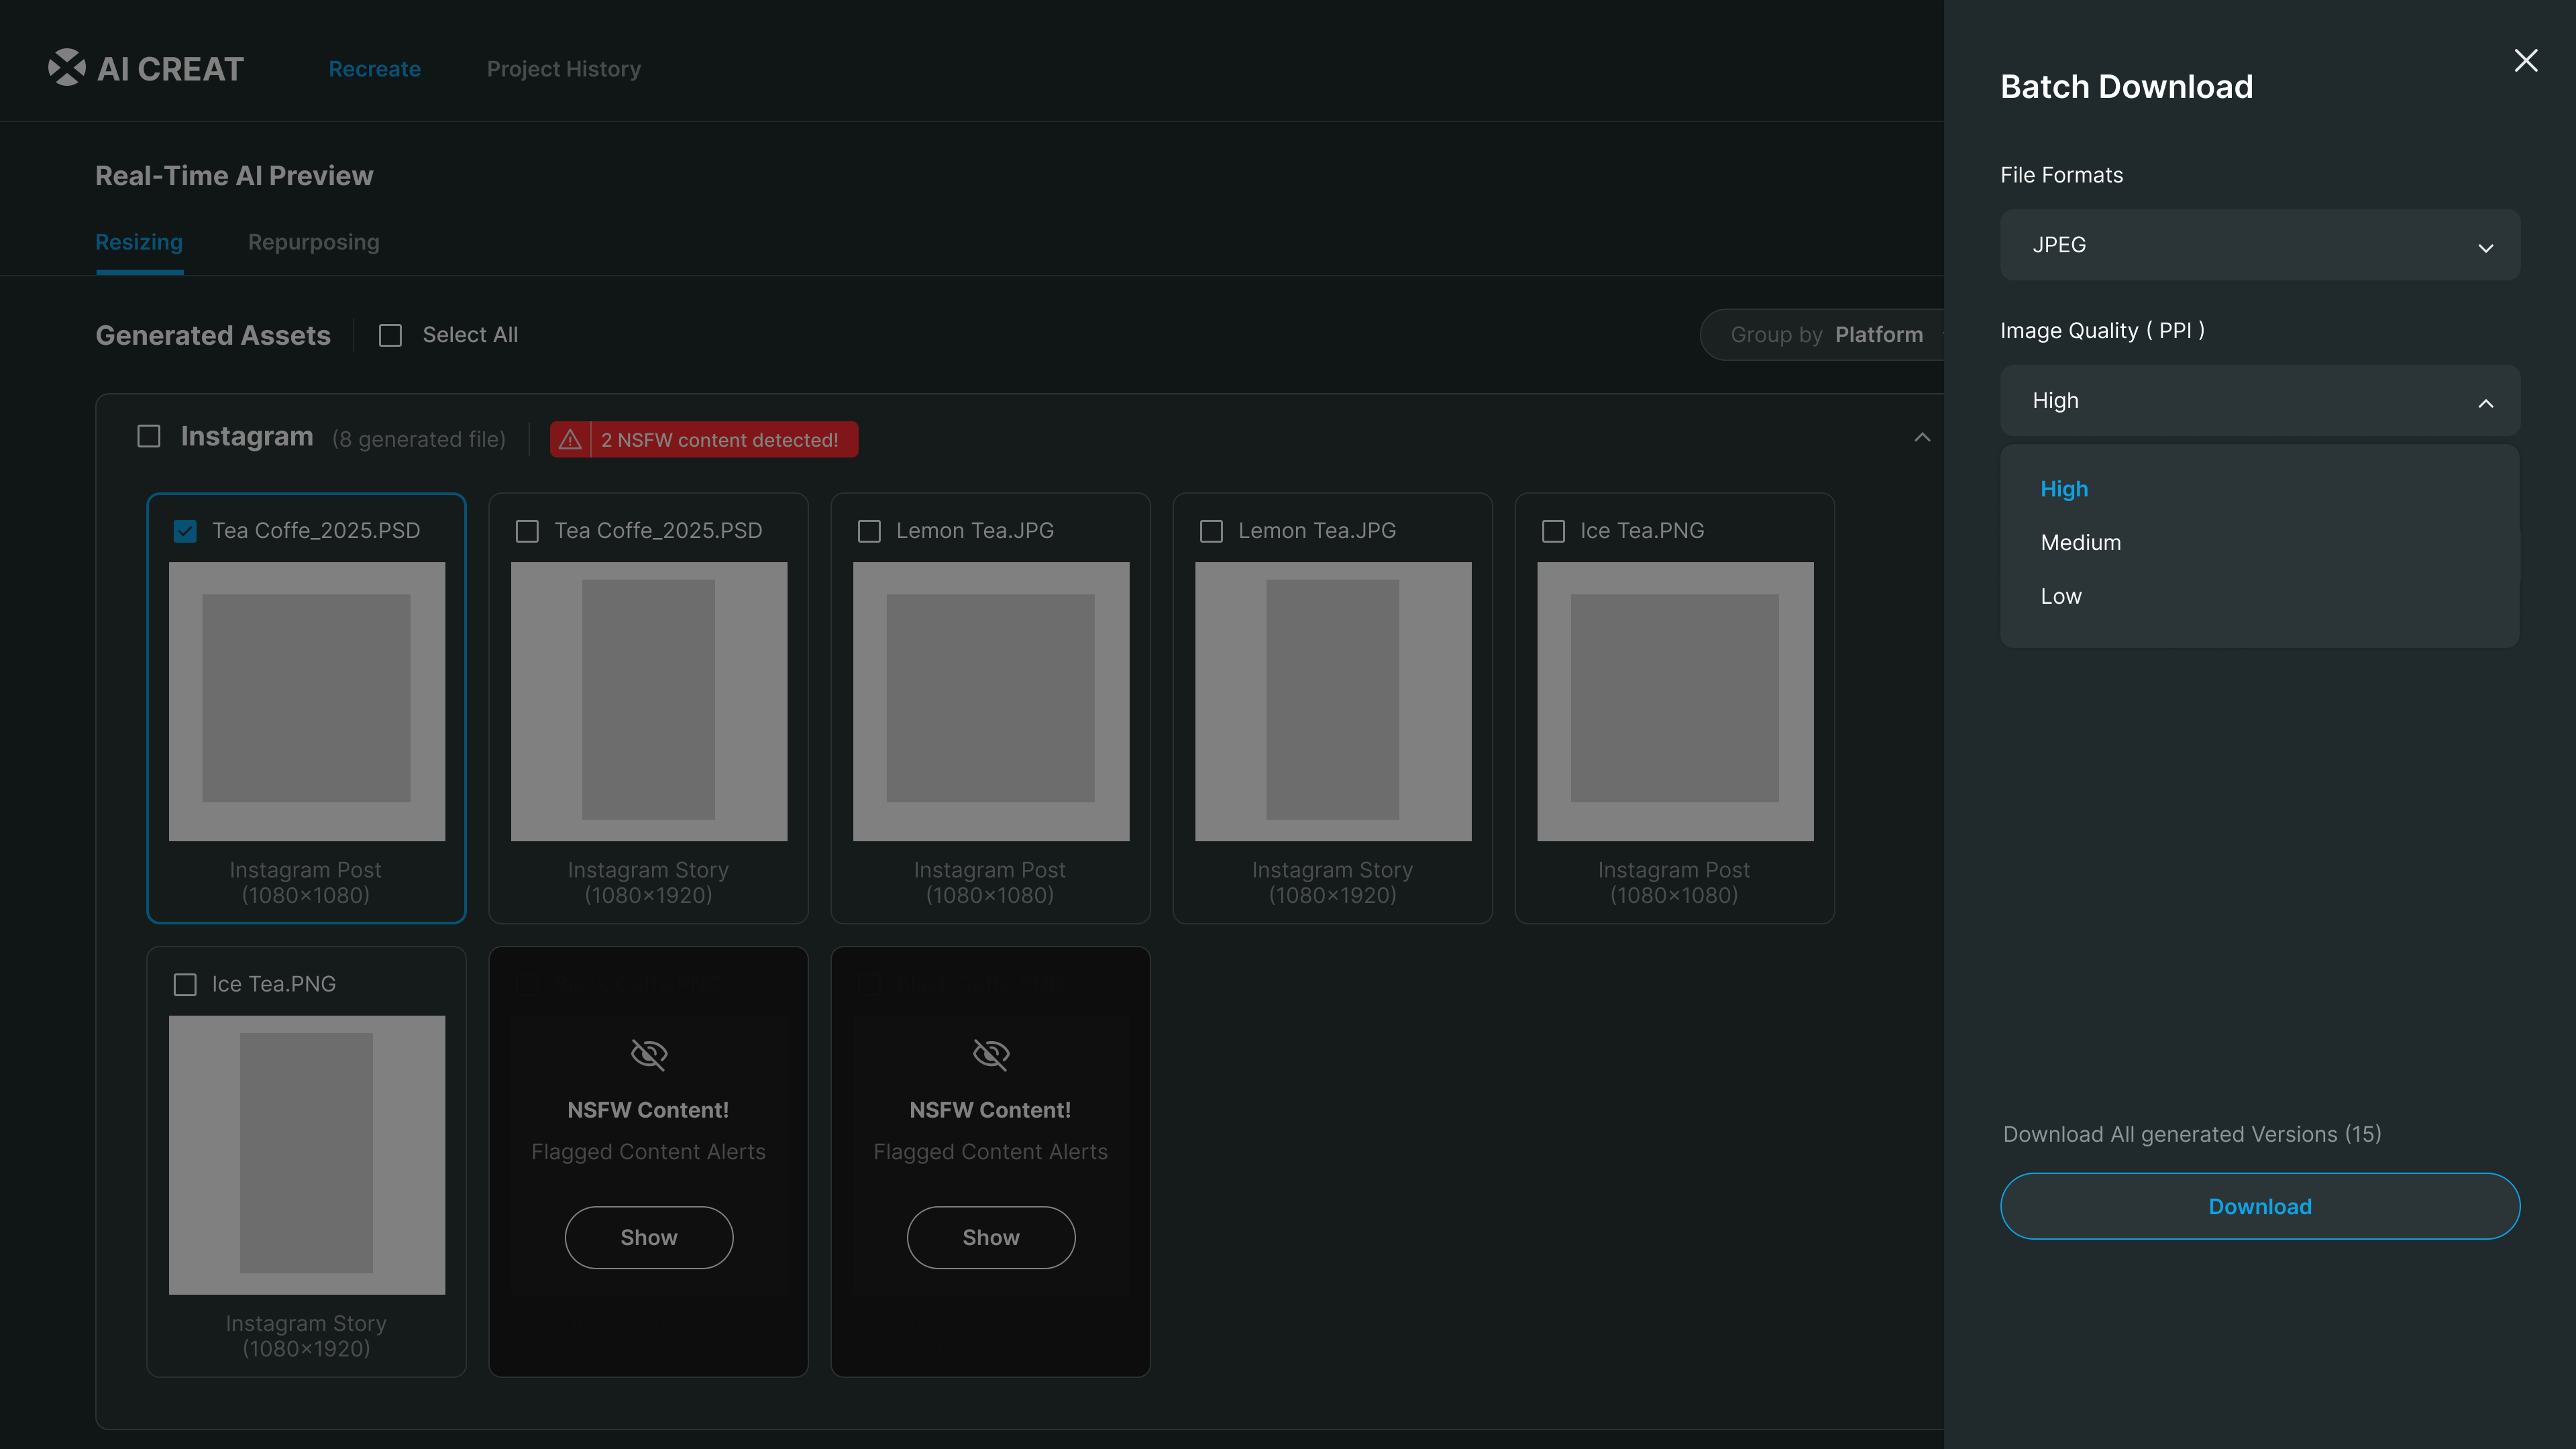 AI CREAT
Recreate
Project History
Real-Time AI Preview
Resizing
Repurposing
Generated Assets
Select All
Group by Platform
Instagram
(8 generated file)
2 NSFW content detected!
Tea Coffe_2025.PSD
Instagram Post
(1080×1080)
Tea Coffe_2025.PSD
Instagram Story
(1080×1920)
Lemon Tea.JPG
Instagram Post
(1080×1080)
Lemon Tea.JPG
Instagram Story
(1080×1920)
Ice Tea.PNG
Instagram Post
(1080×1080)
Ice Tea.PNG
Instagram Story
(1080×1920)
NSFW Content!
Flagged Content Alerts
Show
NSFW Content!
Flagged Content Alerts
Show
Batch Download
File Formats
JPEG
Image Quality ( PPI )
High
High
Medium
Low
Download All generated Versions (15)
Download